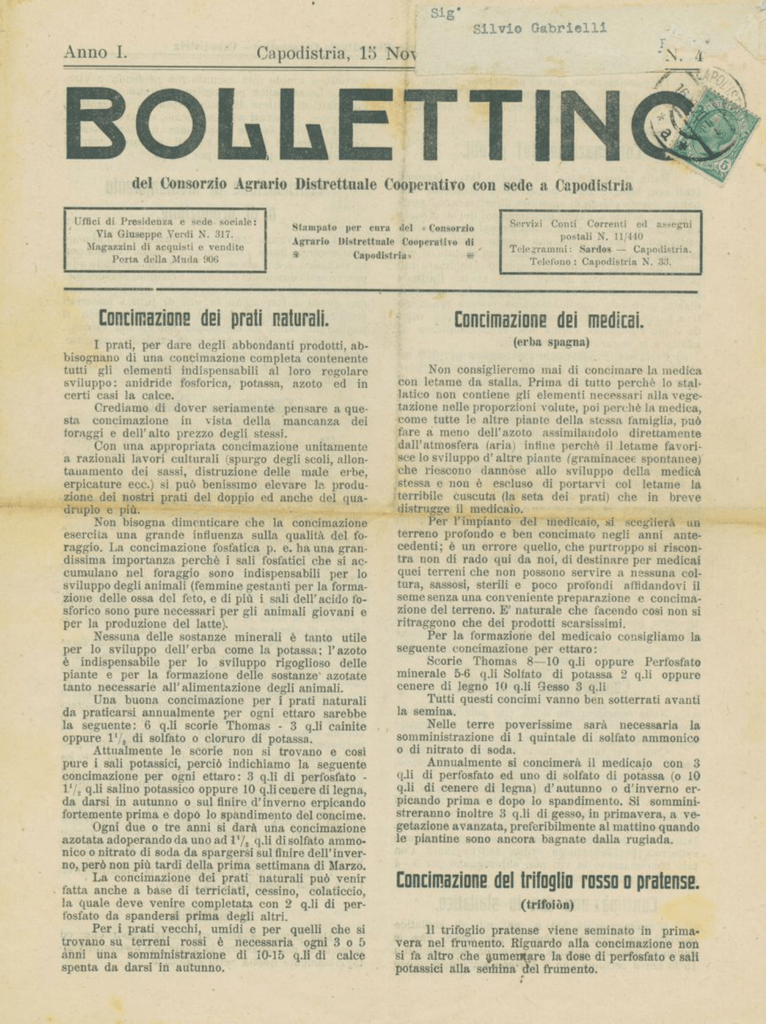 Sig.
Silvio Gabrielli
Anno I.
Capodistria, 15 Nov
N. 4
BOLLETTINO
del Consorzio Agrario Distrettuale Cooperativo con sede a Capodistria
Uffici di Presidenza e sede sociale:
Via Giuseppe Verdi N. 317.
Magazzini di acquisti e vendite
Porta della Muda 906
Stampato per cura del «Consorzio
Agrario Distrettuale Cooperativo di
Capodistria»
Servizi Conti Correnti ed assegni
postali N. 11/440
Telegrammi: Sardos — Capodistria.
Telefono: Capodistria N. 33.
Concimazione dei prati naturali.
I prati, per dare degli abbondanti prodotti, ab-
bisognano di una concimazione completa contenente
tutti gli elementi indispensabili al loro regolare
sviluppo: anidride fosforica, potassa, azoto ed in
certi casi la calce.
Crediamo di dover seriamente pensare a que-
sta concimazione in vista della mancanza dei
foraggi e dell'alto prezzo degli stessi.
Con una appropriata concimazione unitamente
a razionali lavori culturali (spurgo degli scoli, allon-
tanamento dei sassi, distruzione delle male erbe,
erpicature ecc.) si può benissimo elevare la produ-
zione dei nostri prati del doppio ed anche del qua-
druplo e più.
Non bisogna dimenticare che la concimazione
esercita una grande influenza sulla qualità del fo-
raggio. La concimazione fosfatica p. e. ha una gran-
dissima importanza perchè i sali fosfatici che si ac-
cumulano nel foraggio sono indispensabili per lo
sviluppo degli animali (femmine gestanti per la forma-
zione delle ossa del feto, e di più i sali dell'acido fo-
sforico sono pure necessari per gli animali giovani e
per la produzione del latte).
Nessuna delle sostanze minerali è tanto utile
per lo sviluppo dell'erba come la potassa; l'azoto
è indispensabile per lo sviluppo rigoglioso delle
piante e per la formazione delle sostanze azotate
tanto necessarie all'alimentazione degli animali.
Una buona concimazione per i prati naturali
da praticarsi annualmente per ogni ettaro sarebbe
la seguente: 6 q.li scorie Thomas - 3 q.li cainite
oppure 1¹/₂ di solfato o cloruro di potassa.
Attualmente le scorie non si trovano e così
pure i sali potassici, perciò indichiamo la seguente
concimazione per ogni ettaro: 3 q.li di perfosfato -
1¹/₂ q.li salino potassico oppure 10 q.li cenere di legna,
da darsi in autunno o sul finire d'inverno erpicando
fortemente prima e dopo lo spandimento del concime.
Ogni due o tre anni si darà una concimazione
azotata adoperando da uno ad 1¹/₂ q.li di solfato ammo-
nico o nitrato di soda da spargersi sul finire dell'inver-
no, però non più tardi della prima settimana di Marzo.
La concimazione dei prati naturali può venir
fatta anche a base di terriciati, cessino, colaticcio,
la quale deve venire completata con 2 q.li di per-
fosfato da spandersi prima degli altri.
Per i prati vecchi, umidi e per quelli che si
trovano su terreni rossi è necessaria ogni 3 o 5
anni una somministrazione di 10-15 q.li di calce
spenta da darsi in autunno.
Concimazione dei medicai.
(erba spagna)
Non consiglieremo mai di concimare la medica
con letame da stalla. Prima di tutto perchè lo stal-
latico non contiene gli elementi necessari alla vege-
tazione nelle proporzioni volute, poi perchè la medica,
come tutte le altre piante della stessa famiglia, può
fare a meno dell'azoto assimilandolo direttamente
dall'atmosfera (aria) infine perchè il letame favori-
sce lo sviluppo d'altre piante (graminacee spontanee)
che riescono dannose allo sviluppo della medica
stessa e non è escluso di portarvi col letame la
terribile cuscuta (la seta dei prati) che in breve
distrugge il medicaio.
Per l'impianto del medicaio, si sceglierà un
terreno profondo e ben concimato negli anni ante-
cedenti; è un errore quello, che purtroppo si riscon-
tra non di rado qui da noi, di destinare per medicai
quei terreni che non possono servire a nessuna col-
tura, sassosi, sterili e poco profondi affidandovi il
seme senza una conveniente preparazione e concima-
zione del terreno. E' naturale che facendo così non si
ritraggono che dei prodotti scarsissimi.
Per la formazione del medicaio consigliamo la
seguente concimazione per ettaro:
Scorie Thomas 8—10 q.li oppure Perfosfato
minerale 5-6 q.li Solfato di potassa 2 q.li oppure
cenere di legno 10 q.li Gesso 3 q.li
Tutti questi concimi vanno ben sotterrati avanti
la semina.
Nelle terre poverissime sarà necessaria la
somministrazione di 1 quintale di solfato ammonico
o di nitrato di soda.
Annualmente si concimerà il medicaio con 3
q.li di perfosfato ed uno di solfato di potassa (o 10
q.li di cenere di legna) d'autunno o d'inverno er-
picando prima e dopo lo spandimento. Si sommini-
streranno inoltre 3 q.li di gesso, in primavera, a ve-
getazione avanzata, preferibilmente al mattino quando
le piantine sono ancora bagnate dalla rugiada.
Concimazione del trifoglio rosso o pratense.
(trifoiòn)
Il trifoglio pratense viene seminato in prima-
vera nel frumento. Riguardo alla concimazione non
si fa altro che aumentare la dose di perfosfato e sali
potassici alla semina del frumento.